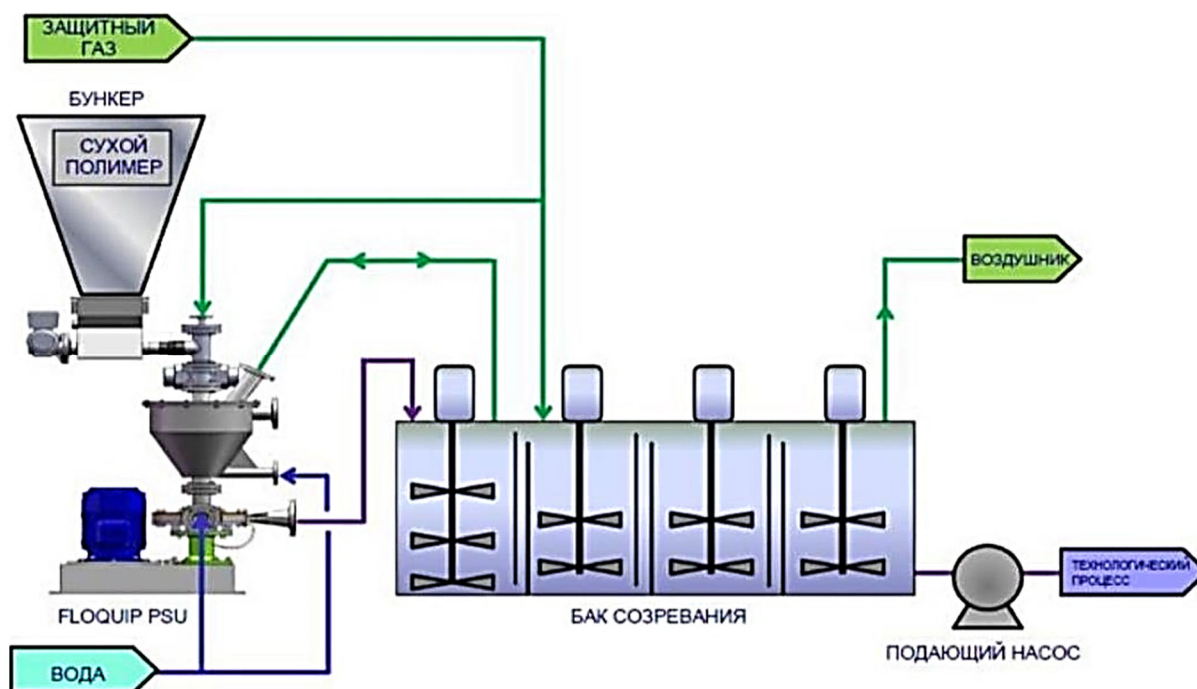 ЗАЩИТНЫЙ
ГАЗ
БУНКЕР
СУХОЙ
ПОЛИМЕР
ВОЗДУШНИК
FLOQUIP PSU
БАК СОЗРЕВАНИЯ
ТЕХНОЛОГИЧЕСКИЙ
ПРОЦЕСС
ПОДАЮЩИЙ НАСОС
ВОДА